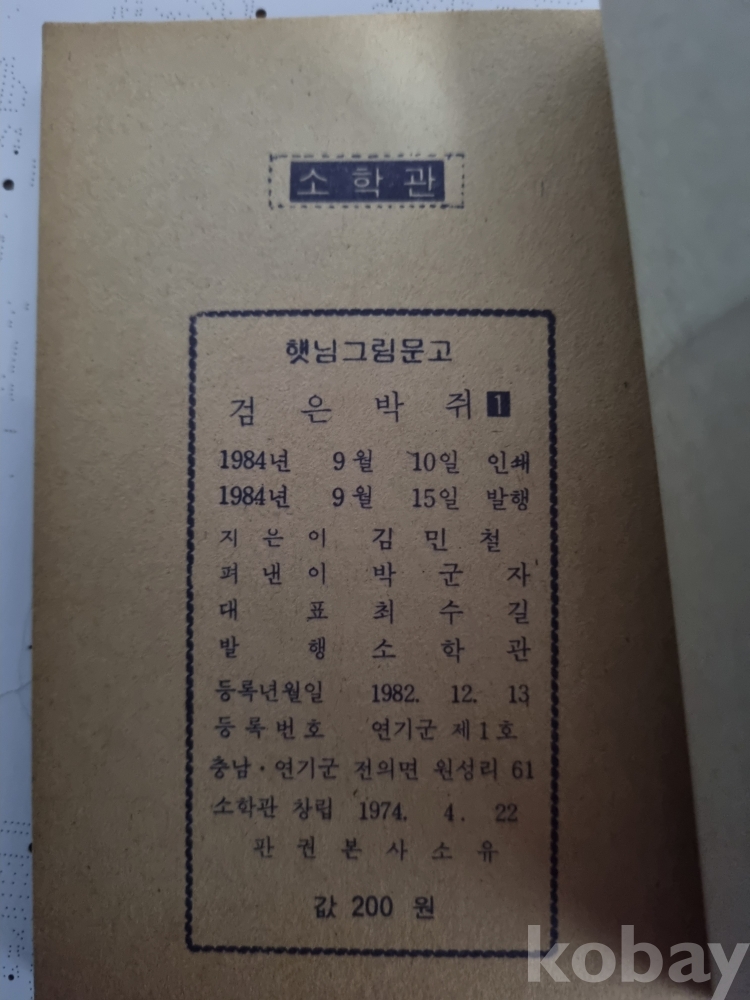 소학관
햇님그림문고
검은박쥐 1
1984년 9월 10일 인쇄
1984년 9월 15일 발행
지은이 김민철
펴낸이 박군자
대표 최수길
발행 소학관
등록년월일 1982. 12. 13
등록번호 연기군 제1호
충남·연기군 전의면 원성리 61
소학관 창립 1974. 4. 22
판권본사소유
값 200 원
kobay